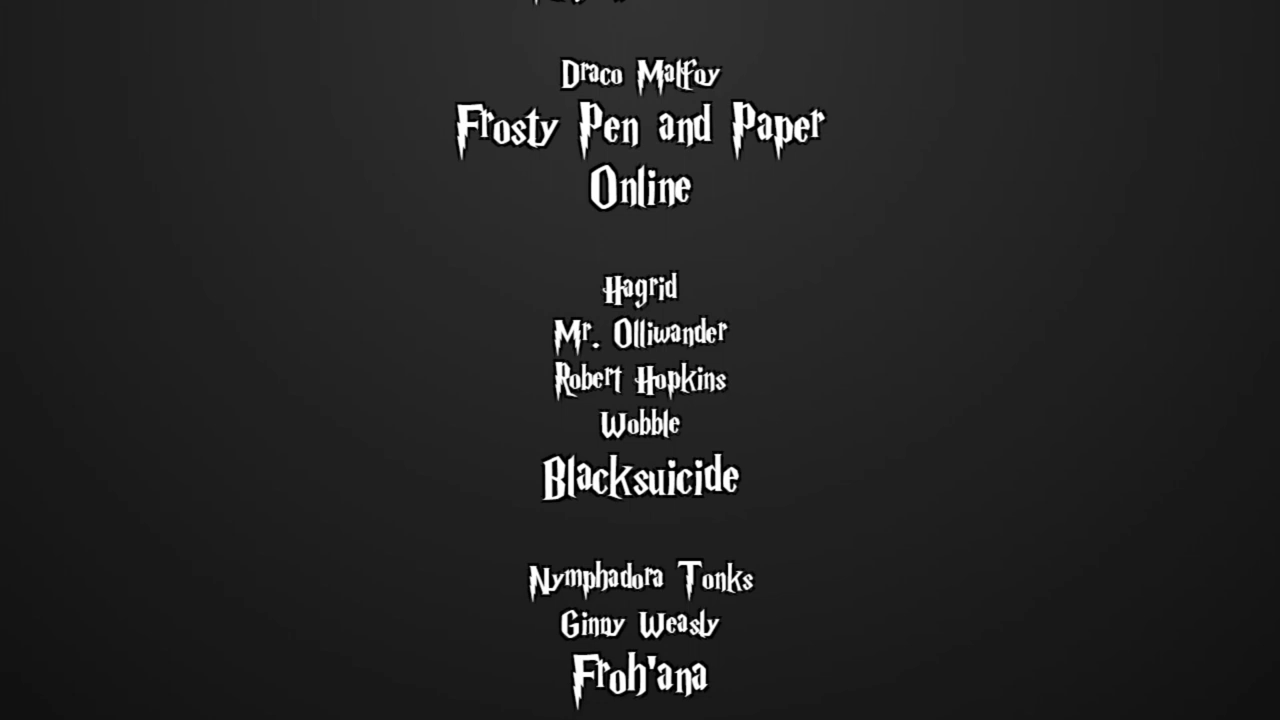 Draco Malfoy
Frosty Pen and Paper
Online
Hagrid
Mr. Olliwander
Robert Hopkins
Wobble
Blacksuicide
Nymphadora Tonks
Ginny Weasly
Froh'ana